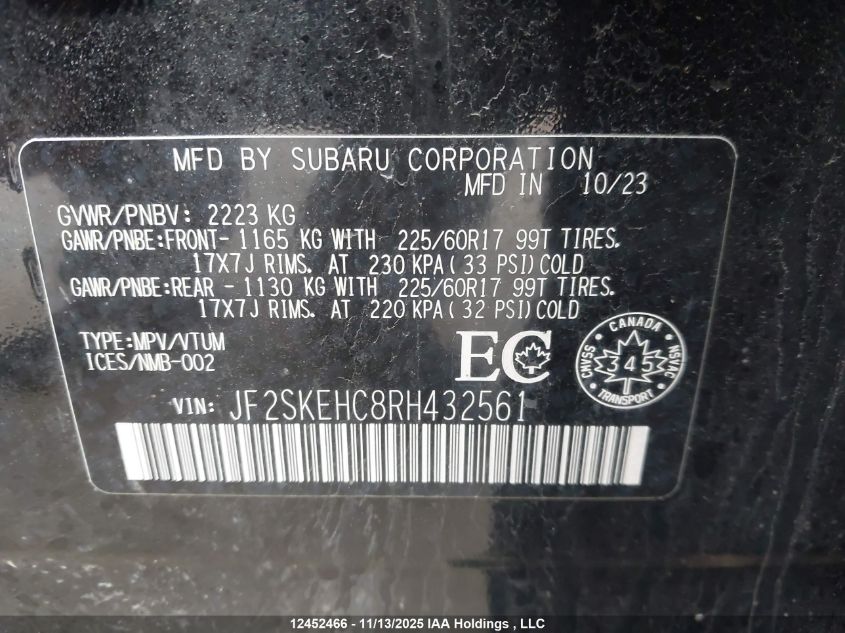 MFD BY SUBARU CORPORATION
MFD IN 10/23
GVWR/PNBV: 2223 KG
GAWR/PNBE:FRONT- 1165 KG WITH 225/60R17 99T TIRES.
17X7J RIMS. AT 230 KPA(33 PSI)COLD
GAWR/PNBE:REAR - 1130 KG WITH 225/60R17 99T TIRES.
17X7J RIMS. AT 220 KPA(32 PSI)COLD
TYPE:MPV/VTUM
ICES/NMB-002
EC
CANADA
CMVSS
345
NSVAC
TRANSPORT
VIN: JF2SKEHC8RH432561
12452466 - 11/13/2025 IAA Holdings , LLC